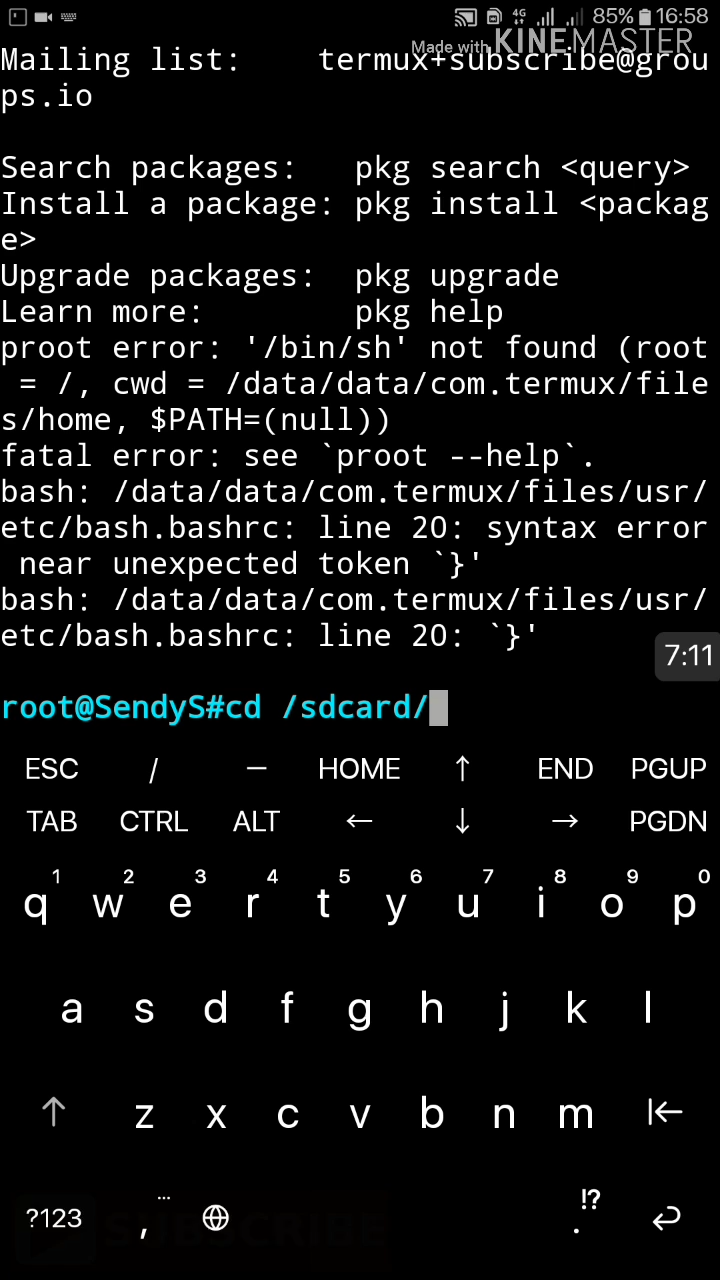 85% 16:58
4G
Made with KINEMASTER
Mailing list: termux+subscribe@grou
ps.io
Search packages: pkg search <query>
Install a package: pkg install <packag
e>
Upgrade packages: pkg upgrade
Learn more: pkg help
proot error: '/bin/sh' not found (root
= /, cwd = /data/data/com.termux/file
s/home, $PATH=(null))
fatal error: see `proot --help`.
bash: /data/data/com.termux/files/usr/
etc/bash.bashrc: line 20: syntax error
near unexpected token `}'
bash: /data/data/com.termux/files/usr/
etc/bash.bashrc: line 20: `}'
7:11
root@SendyS#cd /sdcard/
ESC / — HOME ↑ END PGUP
TAB CTRL ALT ← ↓ → PGDN
1 2 3 4 5 6 7 8 9 0
q w e r t y u i o p
a s d f g h j k l
z x c v b n m
?123 , ... . !?
SUBSCRIBE